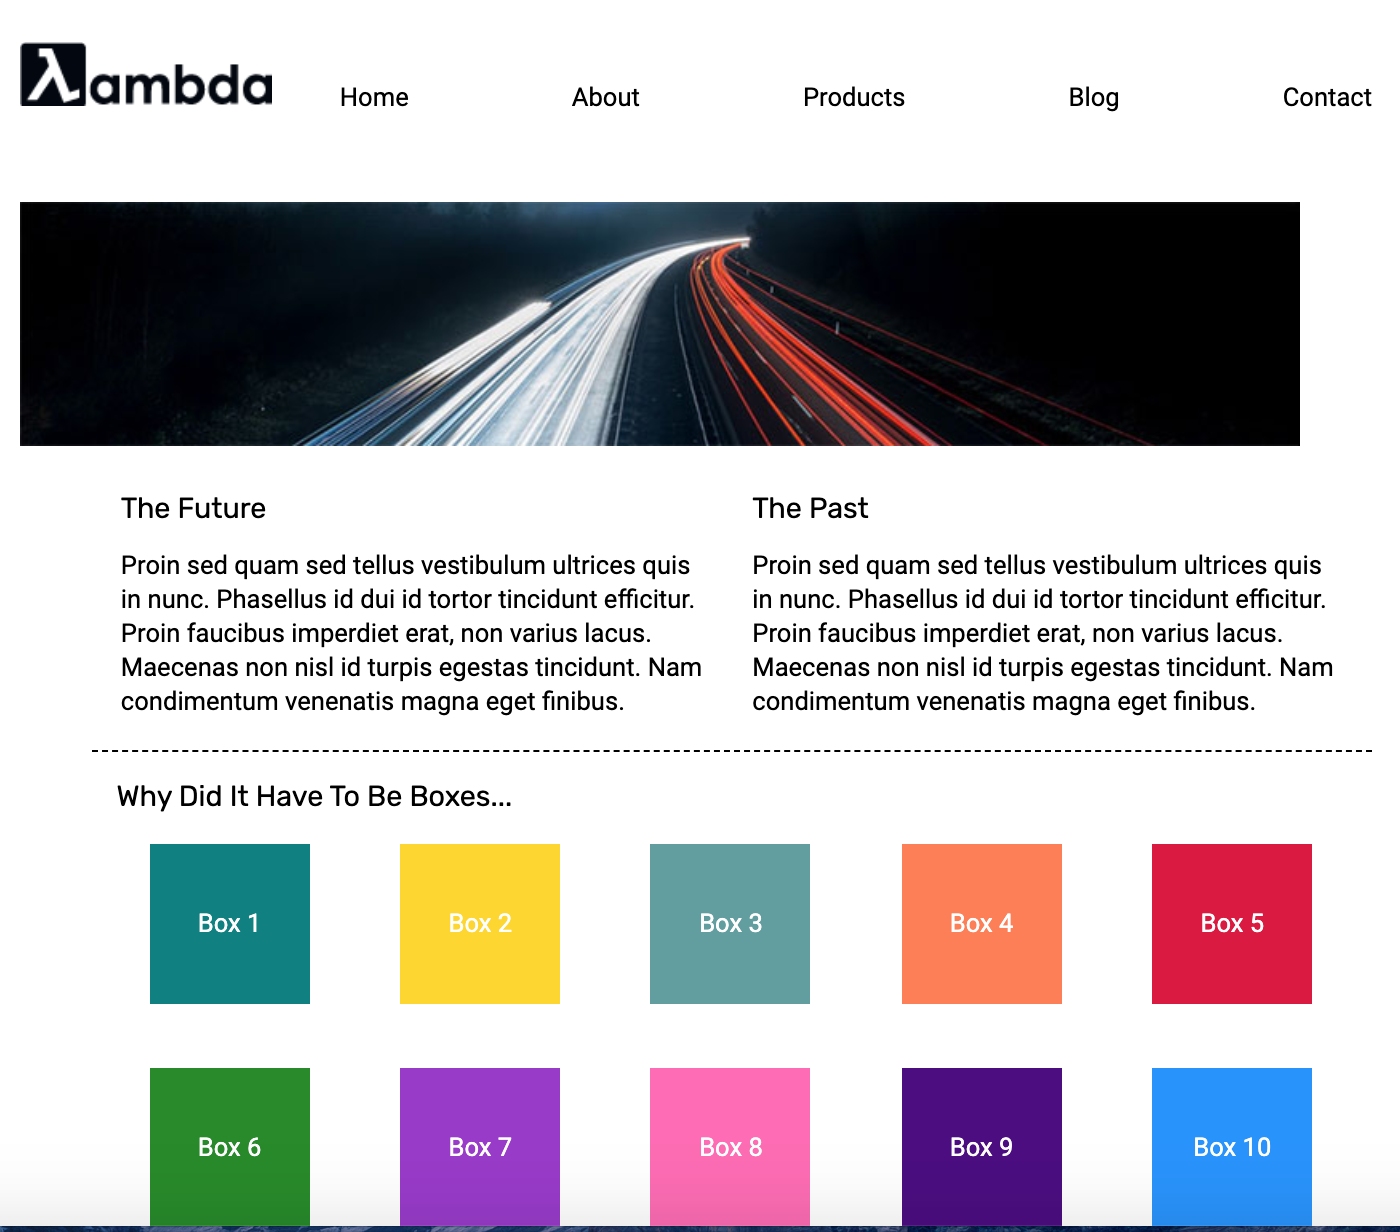 λambda
Home About Products Blog Contact
The Future
Proin sed quam sed tellus vestibulum ultrices quis
in nunc. Phasellus id dui id tortor tincidunt efficitur.
Proin faucibus imperdiet erat, non varius lacus.
Maecenas non nisl id turpis egestas tincidunt. Nam
condimentum venenatis magna eget finibus.
The Past
Proin sed quam sed tellus vestibulum ultrices quis
in nunc. Phasellus id dui id tortor tincidunt efficitur.
Proin faucibus imperdiet erat, non varius lacus.
Maecenas non nisl id turpis egestas tincidunt. Nam
condimentum venenatis magna eget finibus.
Why Did It Have To Be Boxes...
Box 1 Box 2 Box 3 Box 4 Box 5
Box 6 Box 7 Box 8 Box 9 Box 10